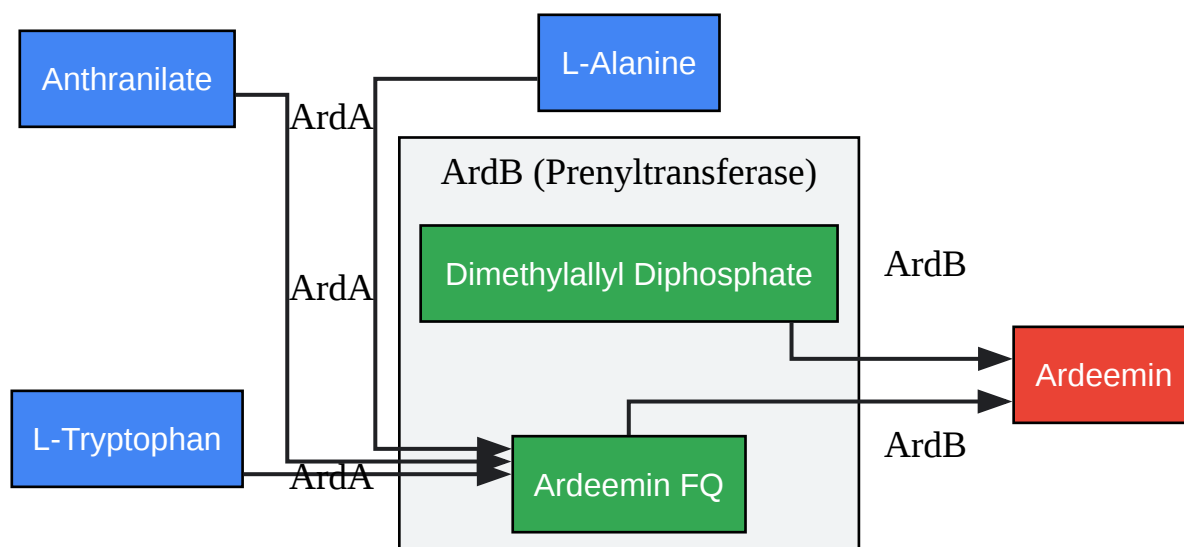 L-Alanine
Anthranilate
ArdA
ArdB (Prenyltransferase)
Dimethylallyl Diphosphate
ArdB
ArdA
Ardeemin
L-Tryptophan
ArdB
ArdA
Ardeemin FQ